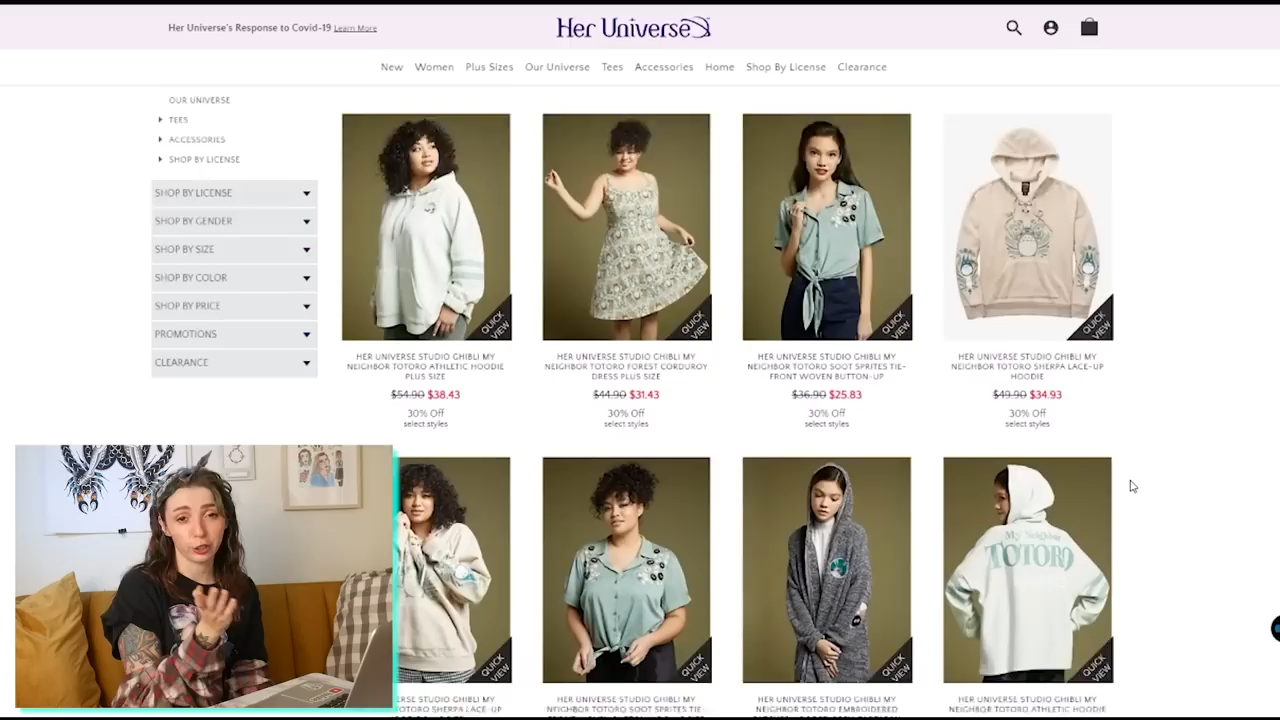 Her Universe's Response to Covid-19 Learn More
Her Universe
New Women Plus Sizes Our Universe Tees Accessories Home Shop By License Clearance
OUR UNIVERSE
TEES
ACCESSORIES
SHOP BY LICENSE
SHOP BY LICENSE
SHOP BY GENDER
SHOP BY SIZE
SHOP BY COLOR
SHOP BY PRICE
PROMOTIONS
CLEARANCE
QUICK
VIEW
HER UNIVERSE STUDIO GHIBLI MY
NEIGHBOR TOTORO ATHLETIC HOODIE
PLUS SIZE
$54.90 $38.43
30% Off
select styles
QUICK
VIEW
HER UNIVERSE STUDIO GHIBLI MY
NEIGHBOR TOTORO FOREST CORDUROY
DRESS PLUS SIZE
$44.90 $31.43
30% Off
select styles
QUICK
VIEW
HER UNIVERSE STUDIO GHIBLI MY
NEIGHBOR TOTORO SOOT SPRITES TIE-
FRONT WOVEN BUTTON-UP
$36.90 $25.83
30% Off
select styles
QUICK
VIEW
HER UNIVERSE STUDIO GHIBLI MY
NEIGHBOR TOTORO SHERPA LACE-UP
HOODIE
$49.90 $34.93
30% Off
select styles
QUICK
VIEW
UNIVERSE STUDIO GHIBLI MY
TOTORO SHERPA LACE-UP
QUICK
VIEW
HER UNIVERSE STUDIO GHIBLI MY
NEIGHBOR TOTORO SOOT SPRITES TIE-
QUICK
VIEW
HER UNIVERSE STUDIO GHIBLI MY
NEIGHBOR TOTORO EMBROIDERED
My Neighbor
TOTORO
QUICK
VIEW
HER UNIVERSE STUDIO GHIBLI MY
NEIGHBOR TOTORO ATHLETIC HOODIE